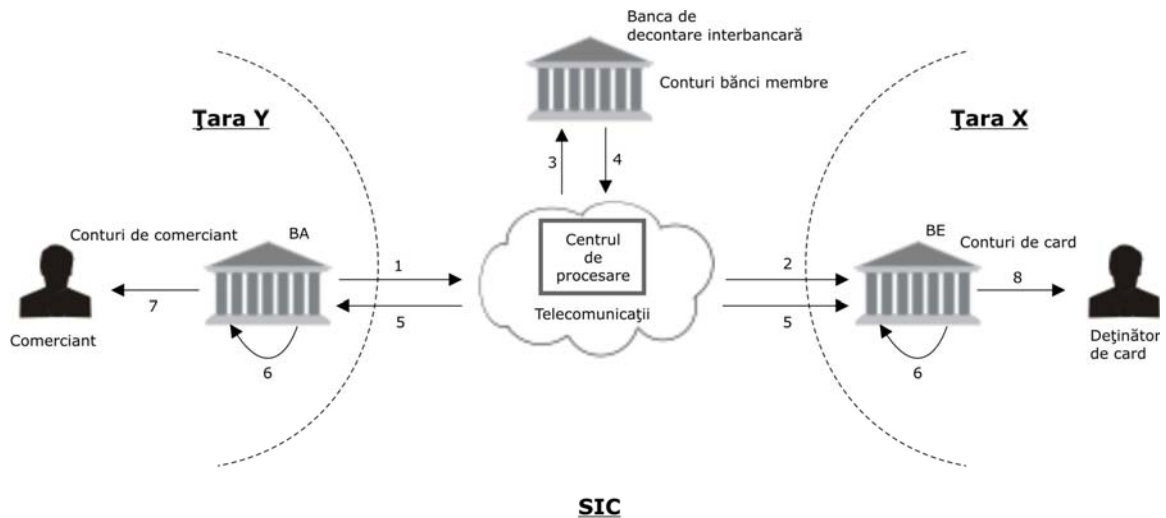 Banca de
decontare interbancară
Conturi bănci membre
Ţara Y
Ţara X
3
4
Conturi de comerciant
BA
Centrul
de
procesare
BE
Conturi de card
1
2
7
8
Telecomunicaţii
5
5
Comerciant
Deţinător
de card
6
6
SIC